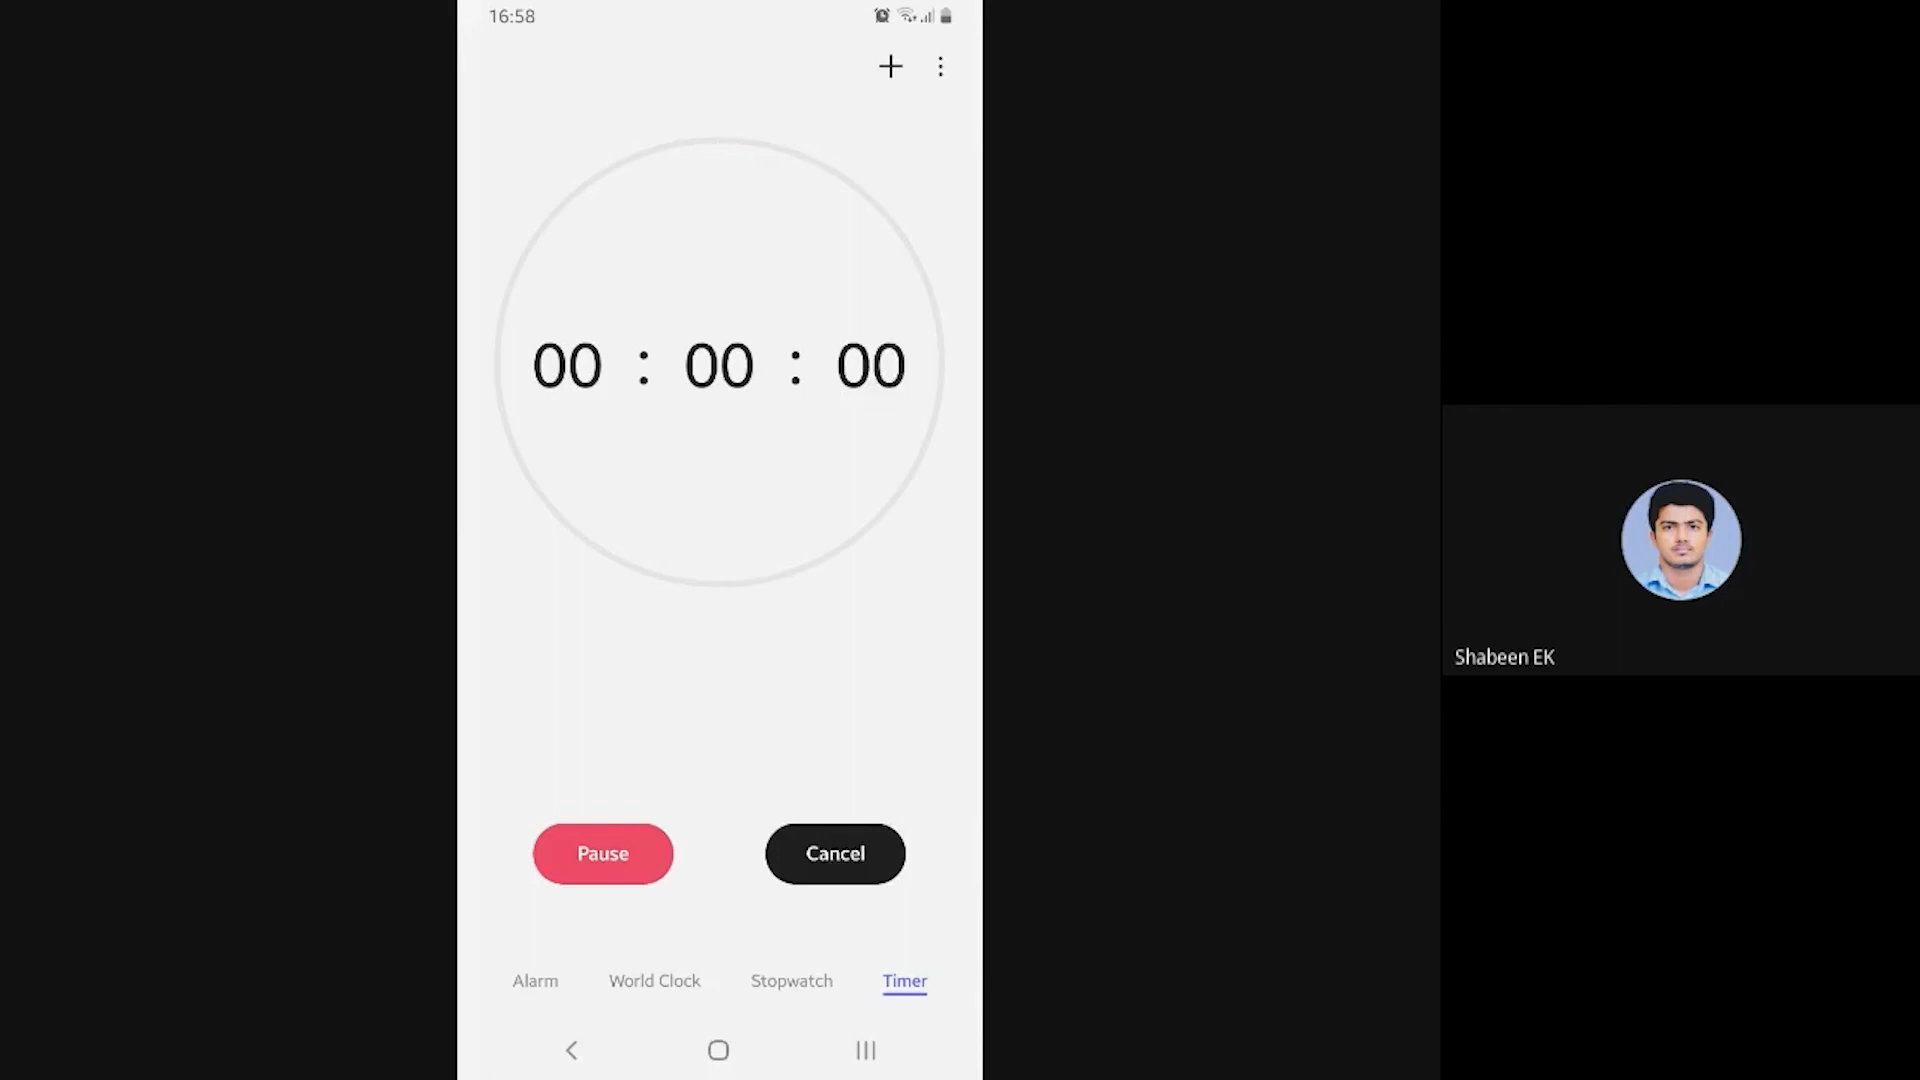 16:58
00 : 00 : 00
Pause
Cancel
Alarm
World Clock
Stopwatch
Timer
Shabeen EK